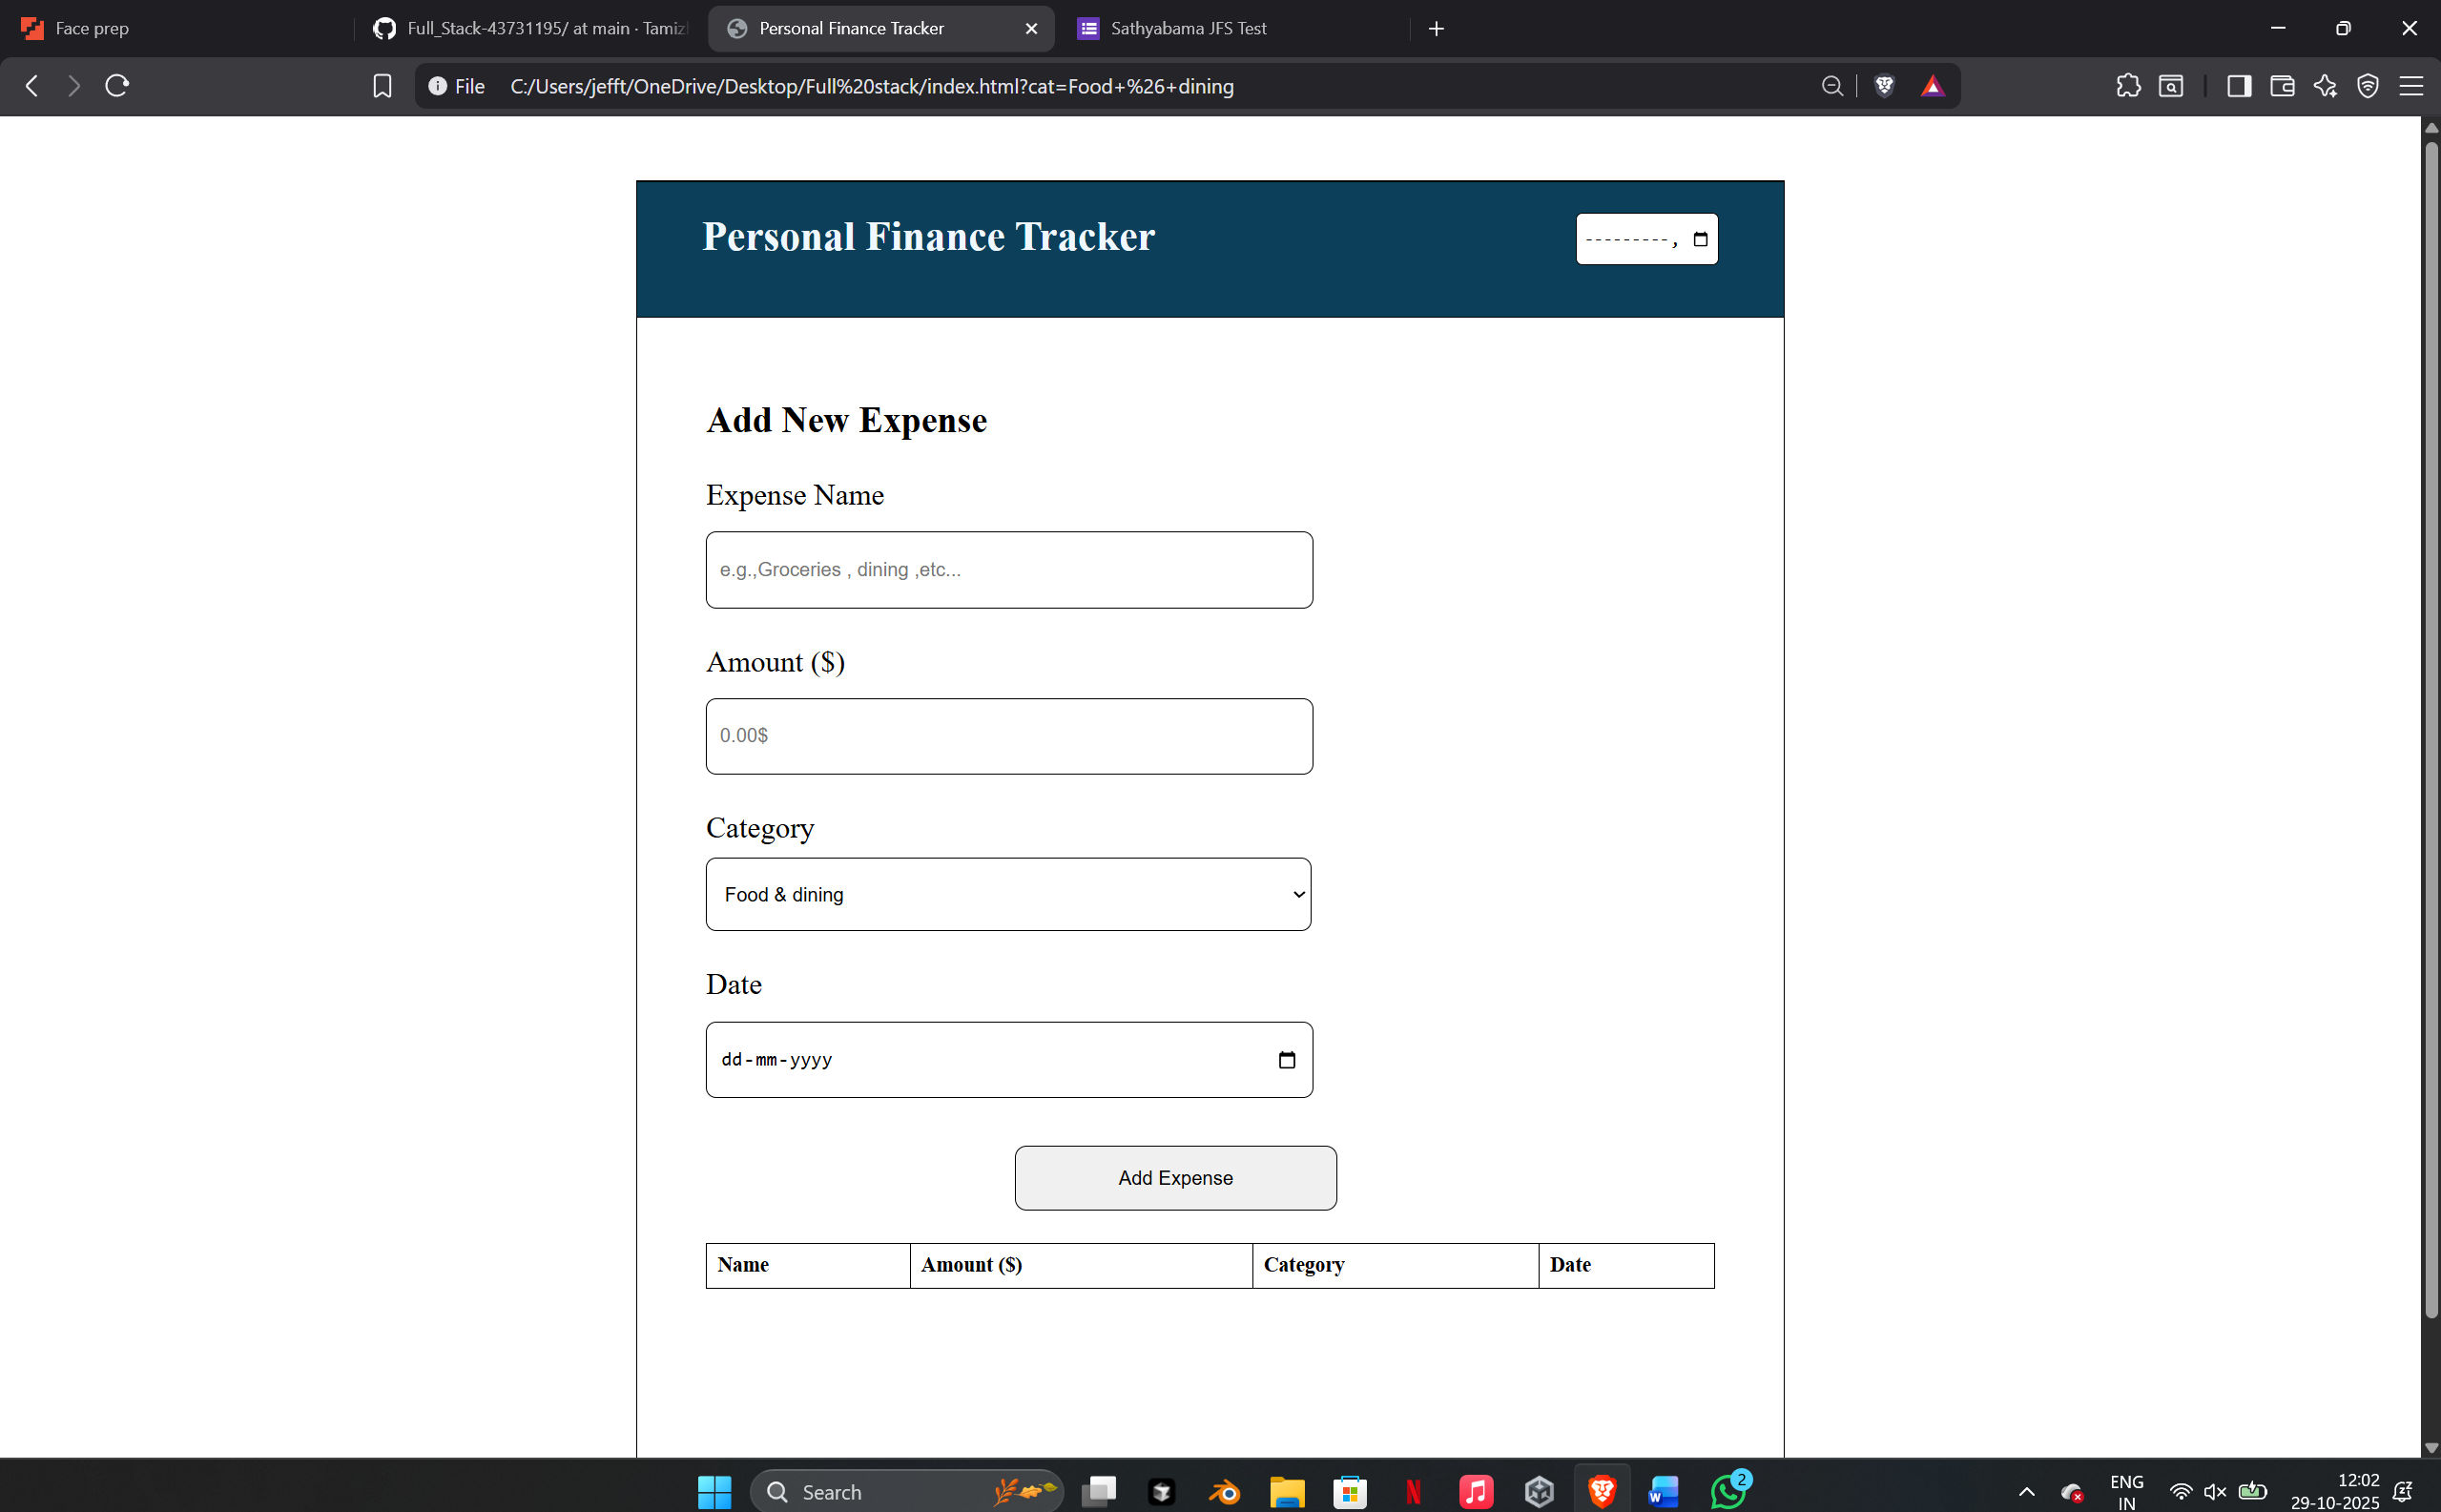 Face prep
Full_Stack-43731195/ at main · Tamiz
Personal Finance Tracker
Sathyabama JFS Test
File C:/Users/jefft/OneDrive/Desktop/Full%20stack/index.html?cat=Food+%26+dining
Personal Finance Tracker
---------,
Add New Expense
Expense Name
e.g.,Groceries , dining ,etc...
Amount ($)
0.00$
Category
Food & dining
Date
dd-mm-yyyy
Add Expense
Name Amount ($) Category Date
Search
2
ENG
IN
12:02
29-10-2025